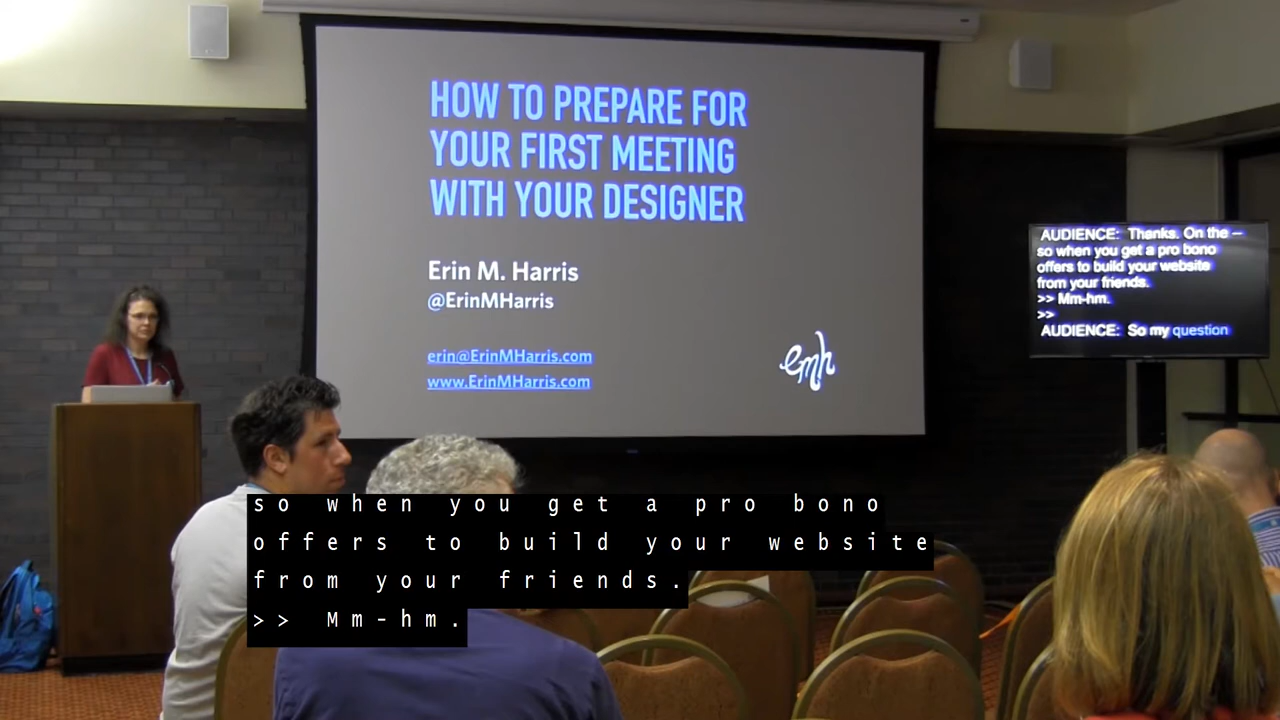 HOW TO PREPARE FOR
YOUR FIRST MEETING
WITH YOUR DESIGNER
Erin M. Harris
@ErinMHarris
erin@ErinMHarris.com
www.ErinMHarris.com
emh
AUDIENCE: Thanks. On the --
so when you get a pro bono
offers to build your website
from your friends.
>> Mm-hm.
>>
AUDIENCE: So my question
so when you get a pro bono
offers to build your website
from your friends.
>> Mm-hm.